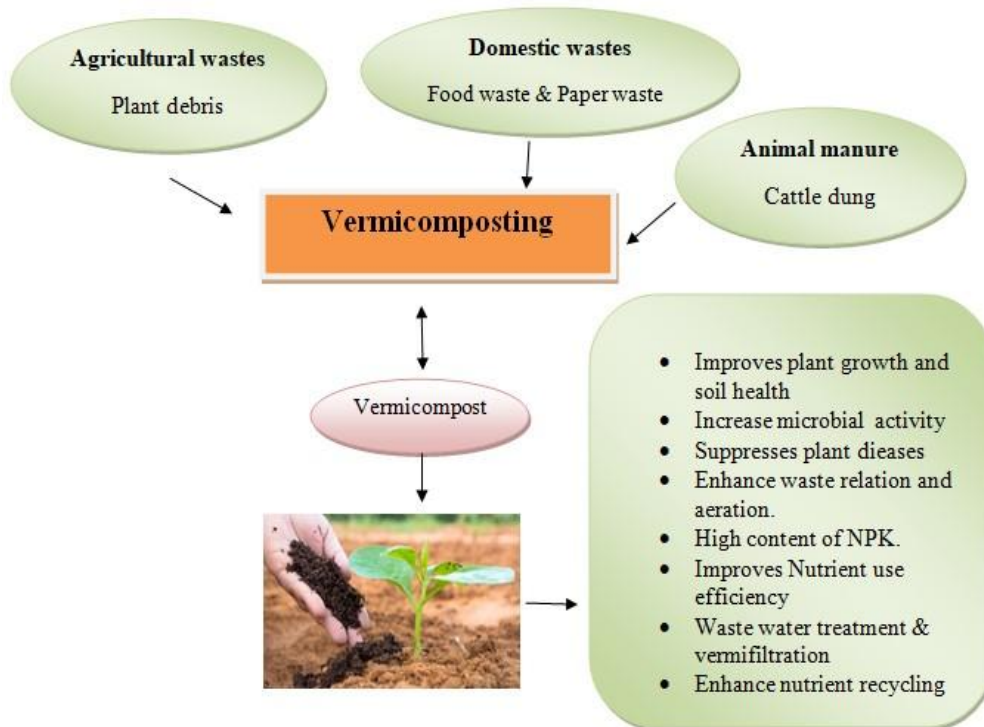 Agricultural wastes
Plant debris
Domestic wastes
Food waste & Paper waste
Animal manure
Cattle dung
Vermicomposting
Vermicompost
• Improves plant growth and
soil health
• Increase microbial activity
• Suppresses plant dieases
• Enhance waste relation and
aeration.
• High content of NPK.
• Improves Nutrient use
efficiency
• Waste water treatment &
vermifiltration
• Enhance nutrient recycling